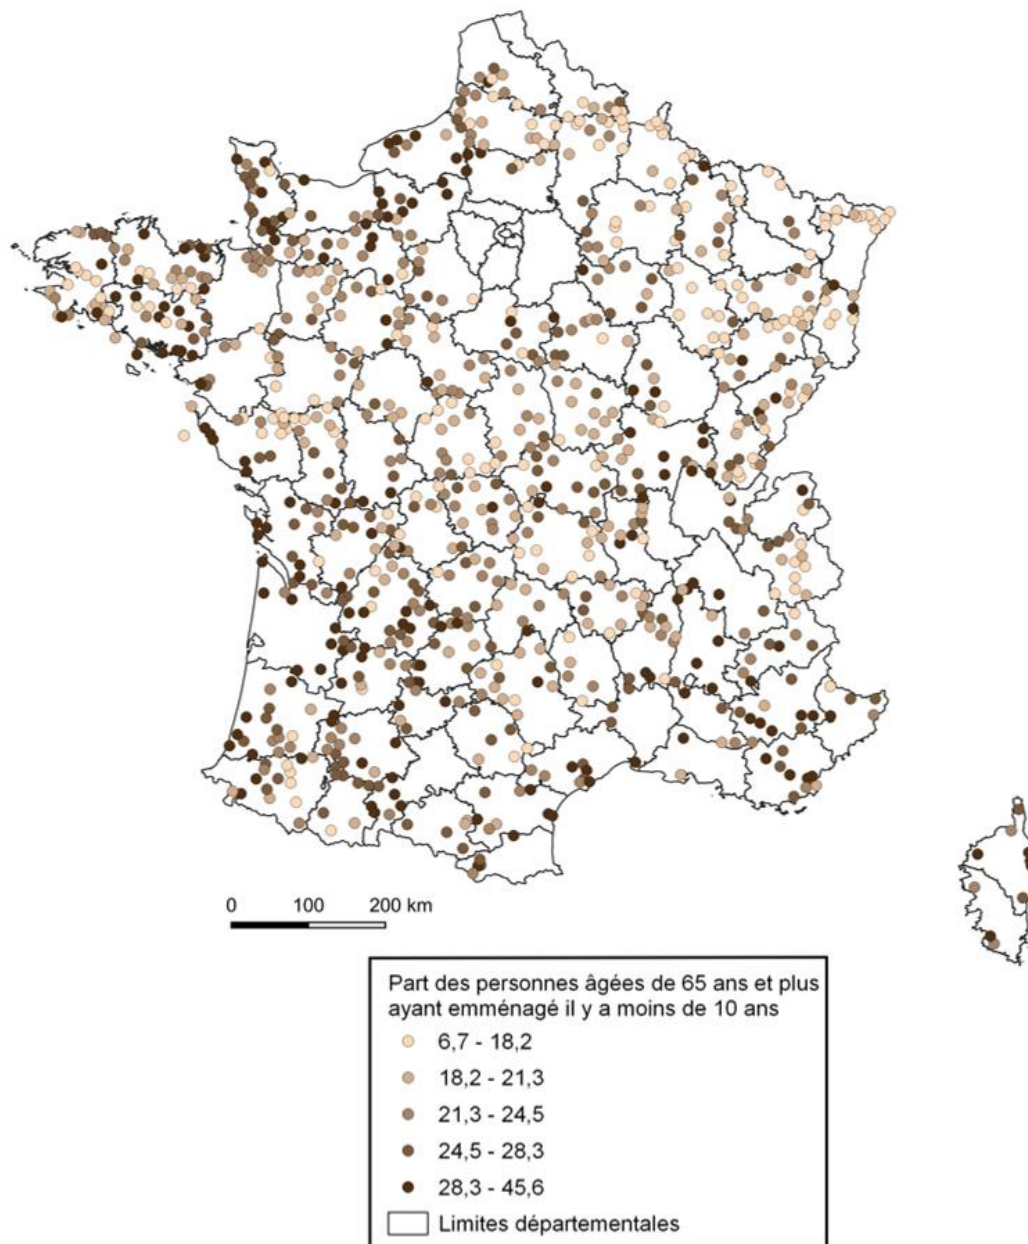 0 100 200 km
Part des personnes âgées de 65 ans et plus
ayant emménagé il y a moins de 10 ans
6,7 - 18,2
18,2 - 21,3
21,3 - 24,5
24,5 - 28,3
28,3 - 45,6
Limites départementales